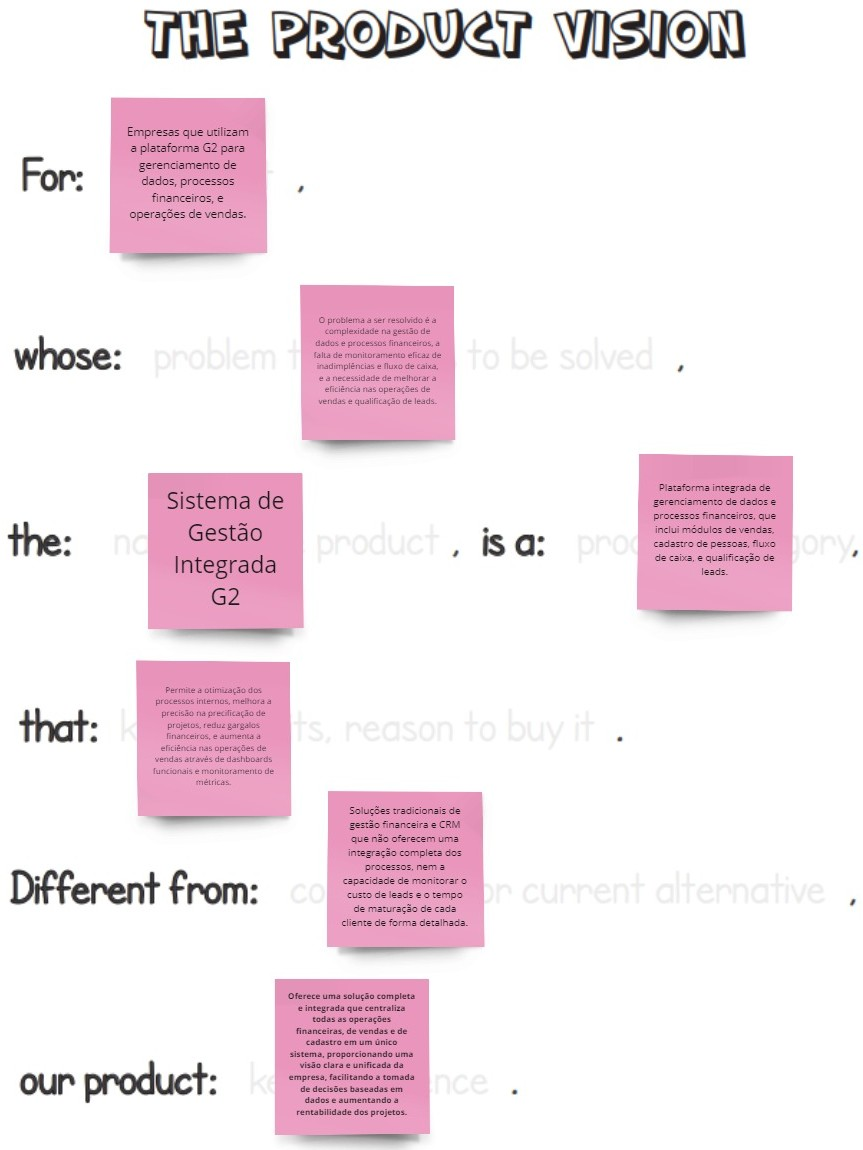 THE PRODUCT VISION
Empresas que utilizam
a plataforma G2 para
gerenciamento de
dados, processos
financeiros, e
operações de vendas.
For: ,
O problema a ser resolvido é a
complexidade na gestão de
dados e processos financeiros, a
falta de monitoramento eficaz de
inadimplências e fluxo de caixa,
e a necessidade de melhorar a
eficiência nas operações de
vendas e qualificação de leads.
whose: problem to be solved ,
Sistema de
Gestão
Integrada
G2
the: product , is a:
Plataforma integrada de
gerenciamento de dados e
processos financeiros, que
inclui módulos de vendas,
cadastro de pessoas, fluxo
de caixa, e qualificação de
leads.
,
Permite a otimização dos
processos internos, melhora a
precisão na precificação de
projetos, reduz gargalos
financeiros, e aumenta a
eficiência nas operações de
vendas através de dashboards
funcionais e monitoramento de
métricas.
that: reason to buy it .
Soluções tradicionais de
gestão financeira e CRM
que não oferecem uma
integração completa dos
processos, nem a
capacidade de monitorar o
custo de leads e o tempo
de maturação de cada
cliente de forma detalhada.
Different from: or current alternative ,
Oferece uma solução completa
e integrada que centraliza
todas as operações
financeiras, de vendas e de
cadastro em um único
sistema, proporcionando uma
visão clara e unificada da
empresa, facilitando a tomada
de decisões baseadas em
dados e aumentando a
rentabilidade dos projetos.
our product: .